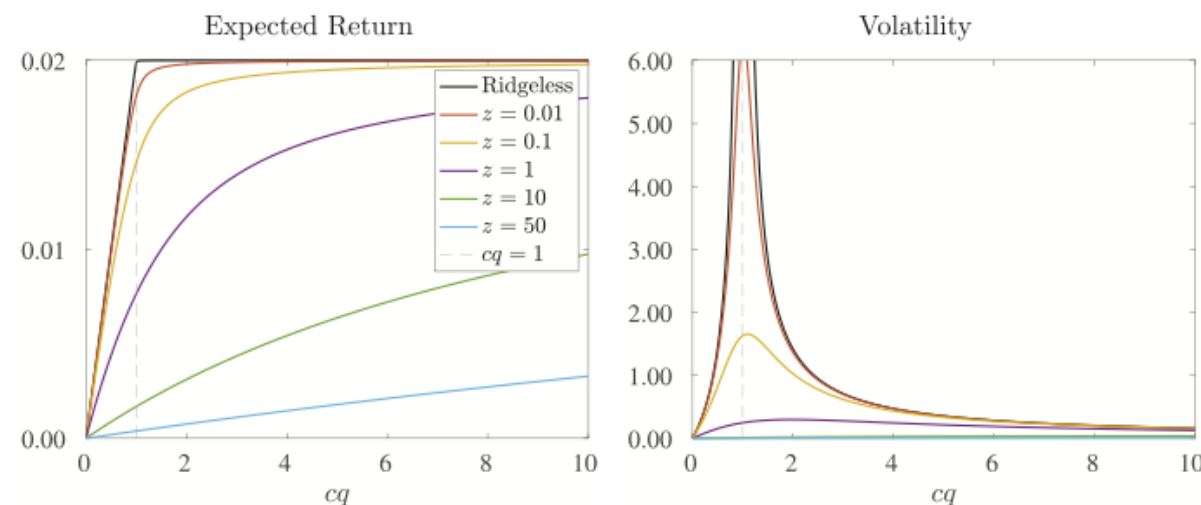 Expected Return
0.02
0.01
0.00
0
2
4
6
8
10
cq
Ridgeless
z = 0.01
z = 0.1
z = 1
z = 10
z = 50
cq = 1
Volatility
6.00
5.00
4.00
3.00
2.00
1.00
0.00
0
2
4
6
8
10
cq